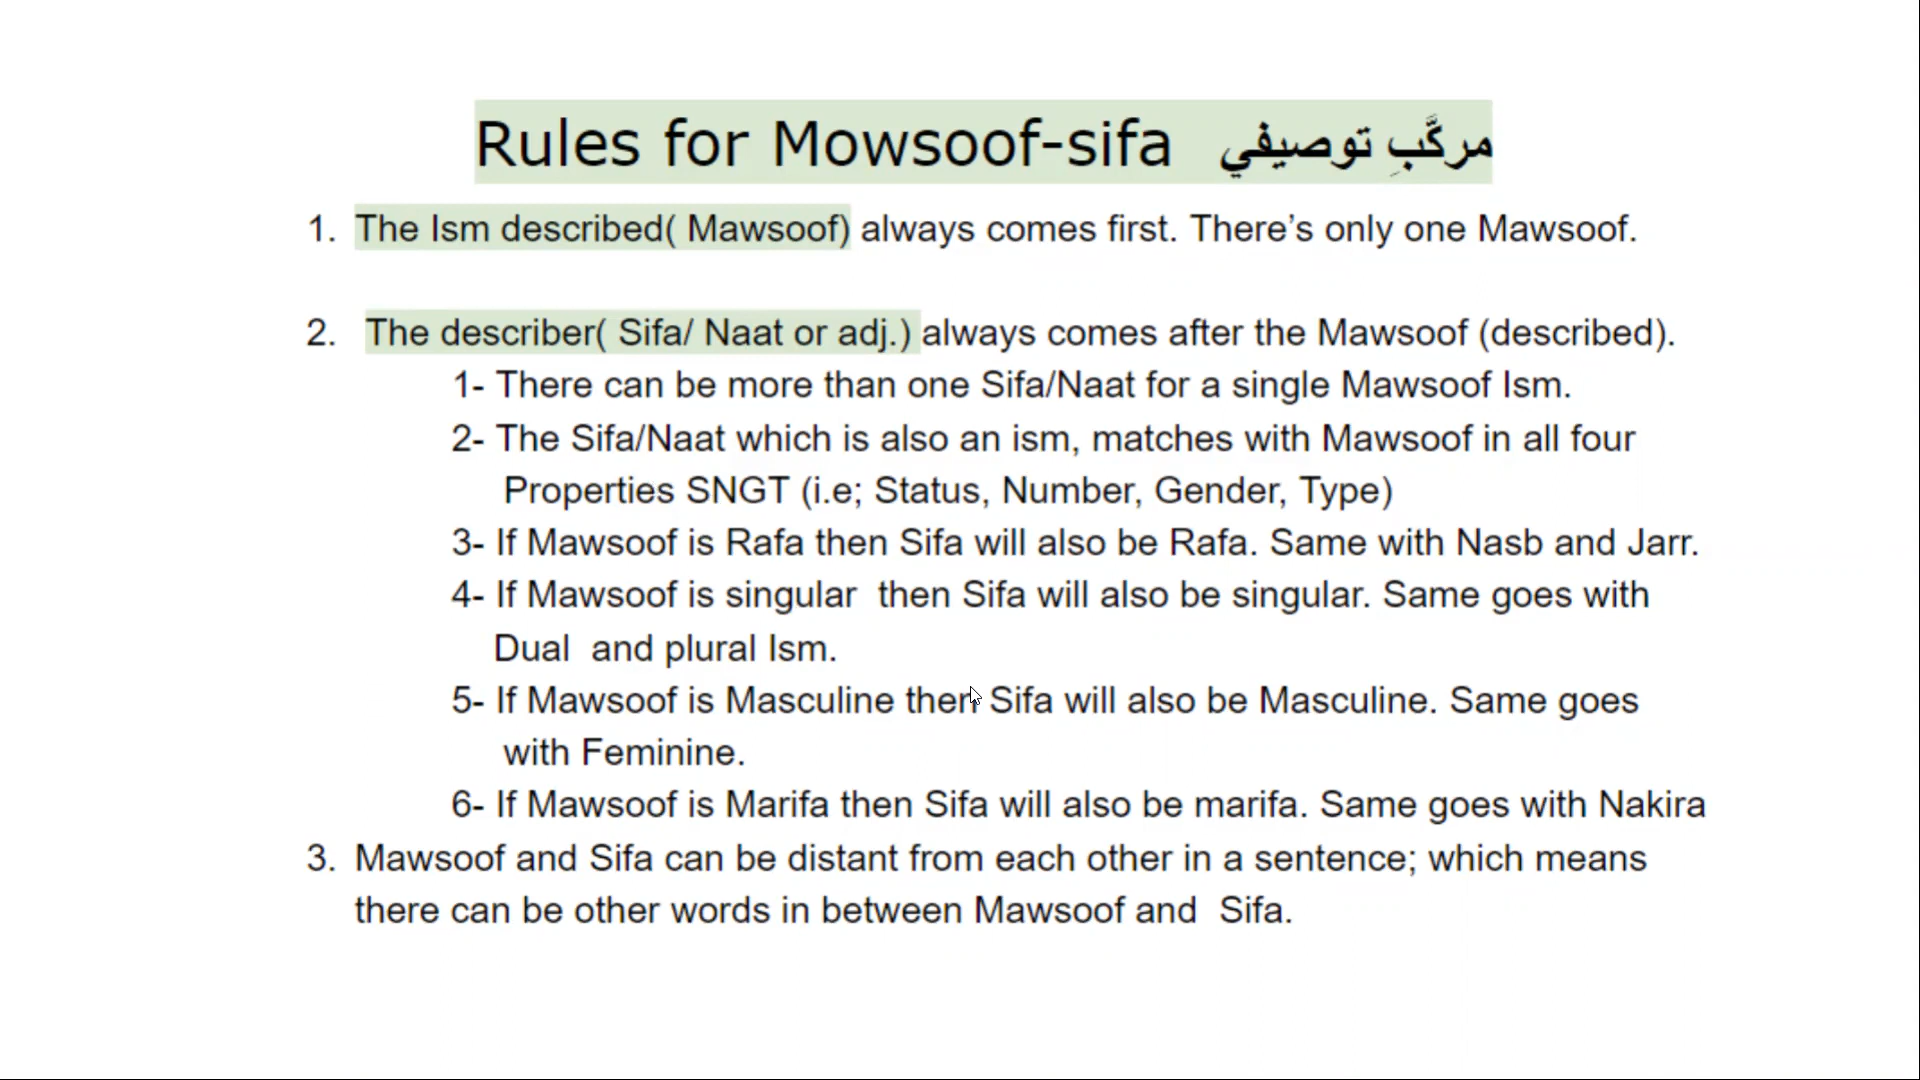 Rules for Mowsoof-sifa مركَّبِ توصيفي
1. The Ism described( Mawsoof) always comes first. There’s only one Mawsoof.
2. The describer( Sifa/ Naat or adj.) always comes after the Mawsoof (described).
1- There can be more than one Sifa/Naat for a single Mawsoof Ism.
2- The Sifa/Naat which is also an ism, matches with Mawsoof in all four
Properties SNGT (i.e; Status, Number, Gender, Type)
3- If Mawsoof is Rafa then Sifa will also be Rafa. Same with Nasb and Jarr.
4- If Mawsoof is singular then Sifa will also be singular. Same goes with
Dual and plural Ism.
5- If Mawsoof is Masculine then Sifa will also be Masculine. Same goes
with Feminine.
6- If Mawsoof is Marifa then Sifa will also be marifa. Same goes with Nakira
3. Mawsoof and Sifa can be distant from each other in a sentence; which means
there can be other words in between Mawsoof and Sifa.